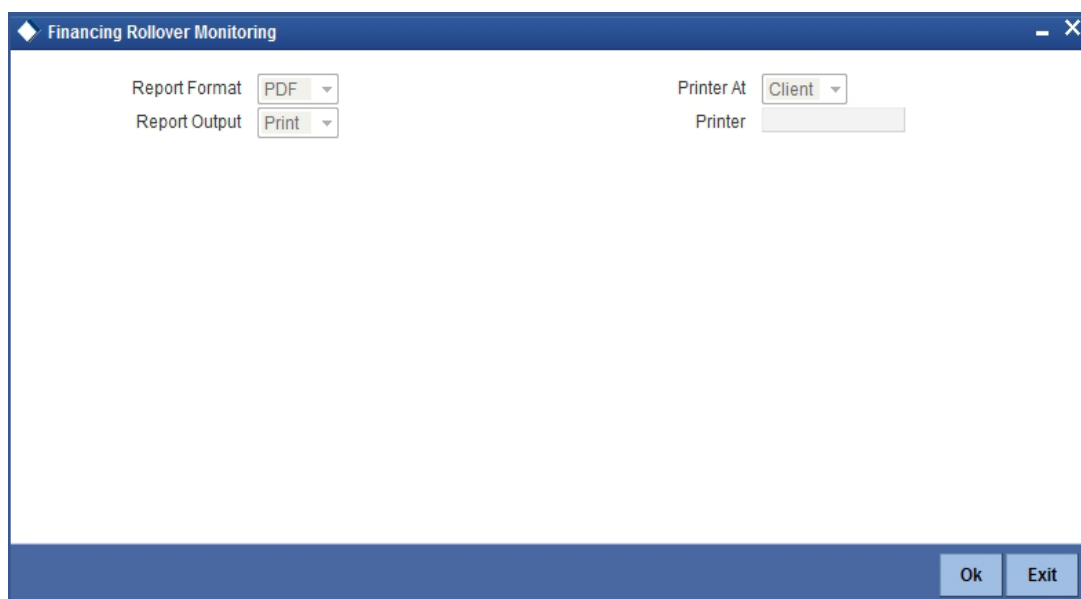 Financing Rollover Monitoring
Report Format PDF Printer At Client
Report Output Print Printer
Ok Exit